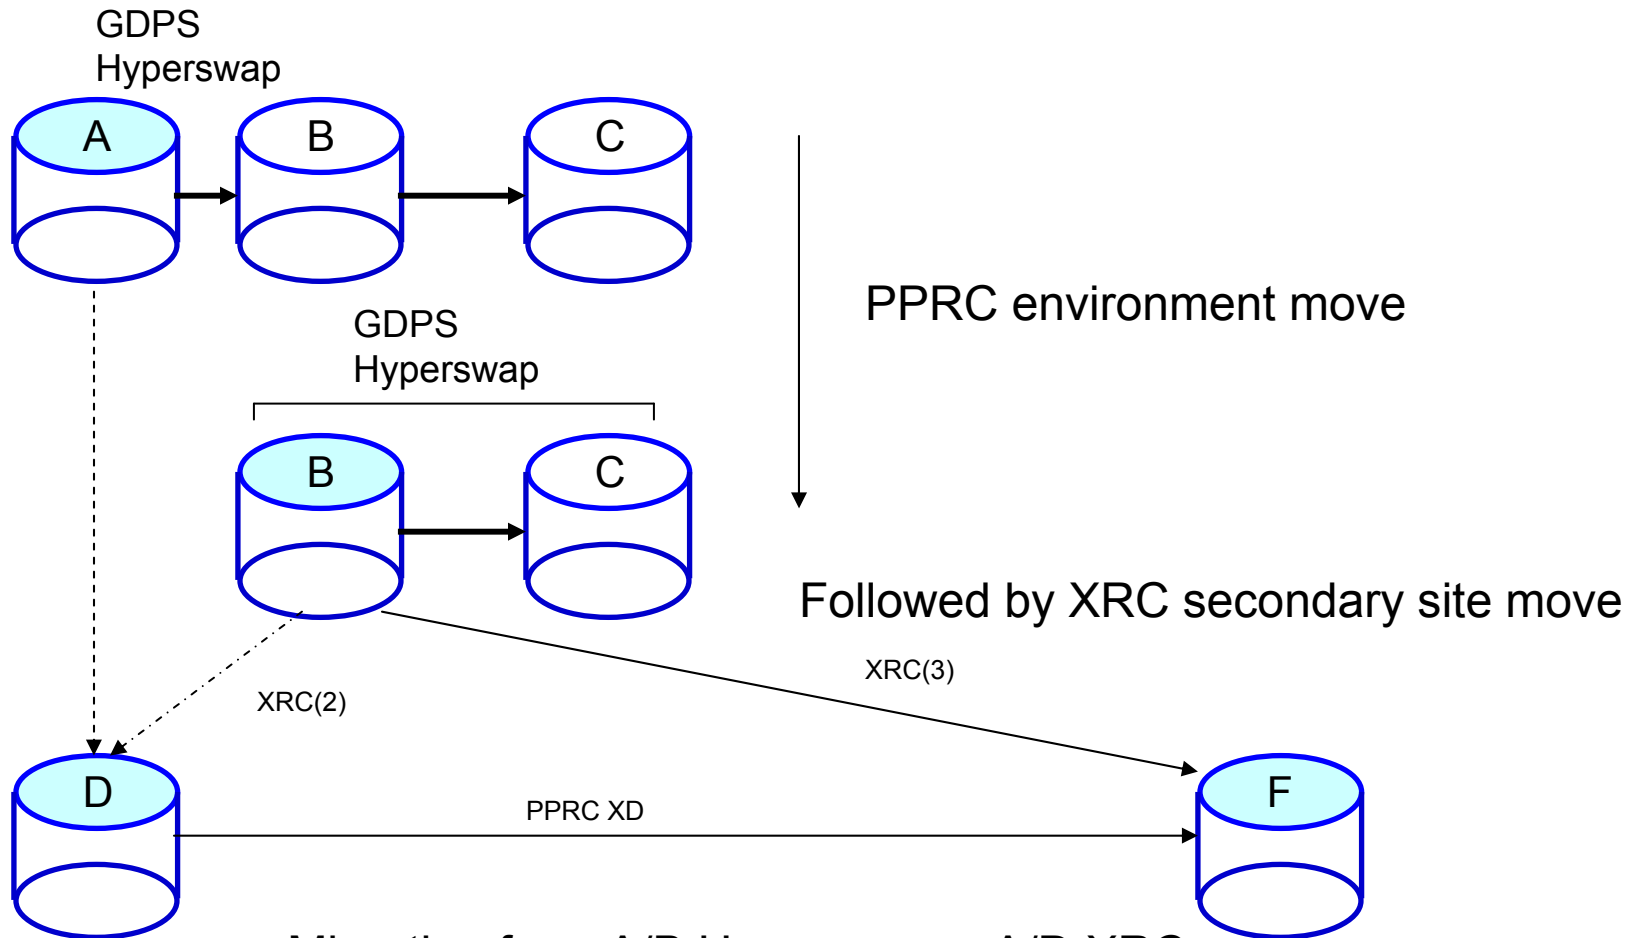 GDPS
Hyperswap
A
B
C
PPRC environment move
GDPS
Hyperswap
B
C
Followed by XRC secondary site move
XRC(3)
XRC(2)
D
PPRC XD
F